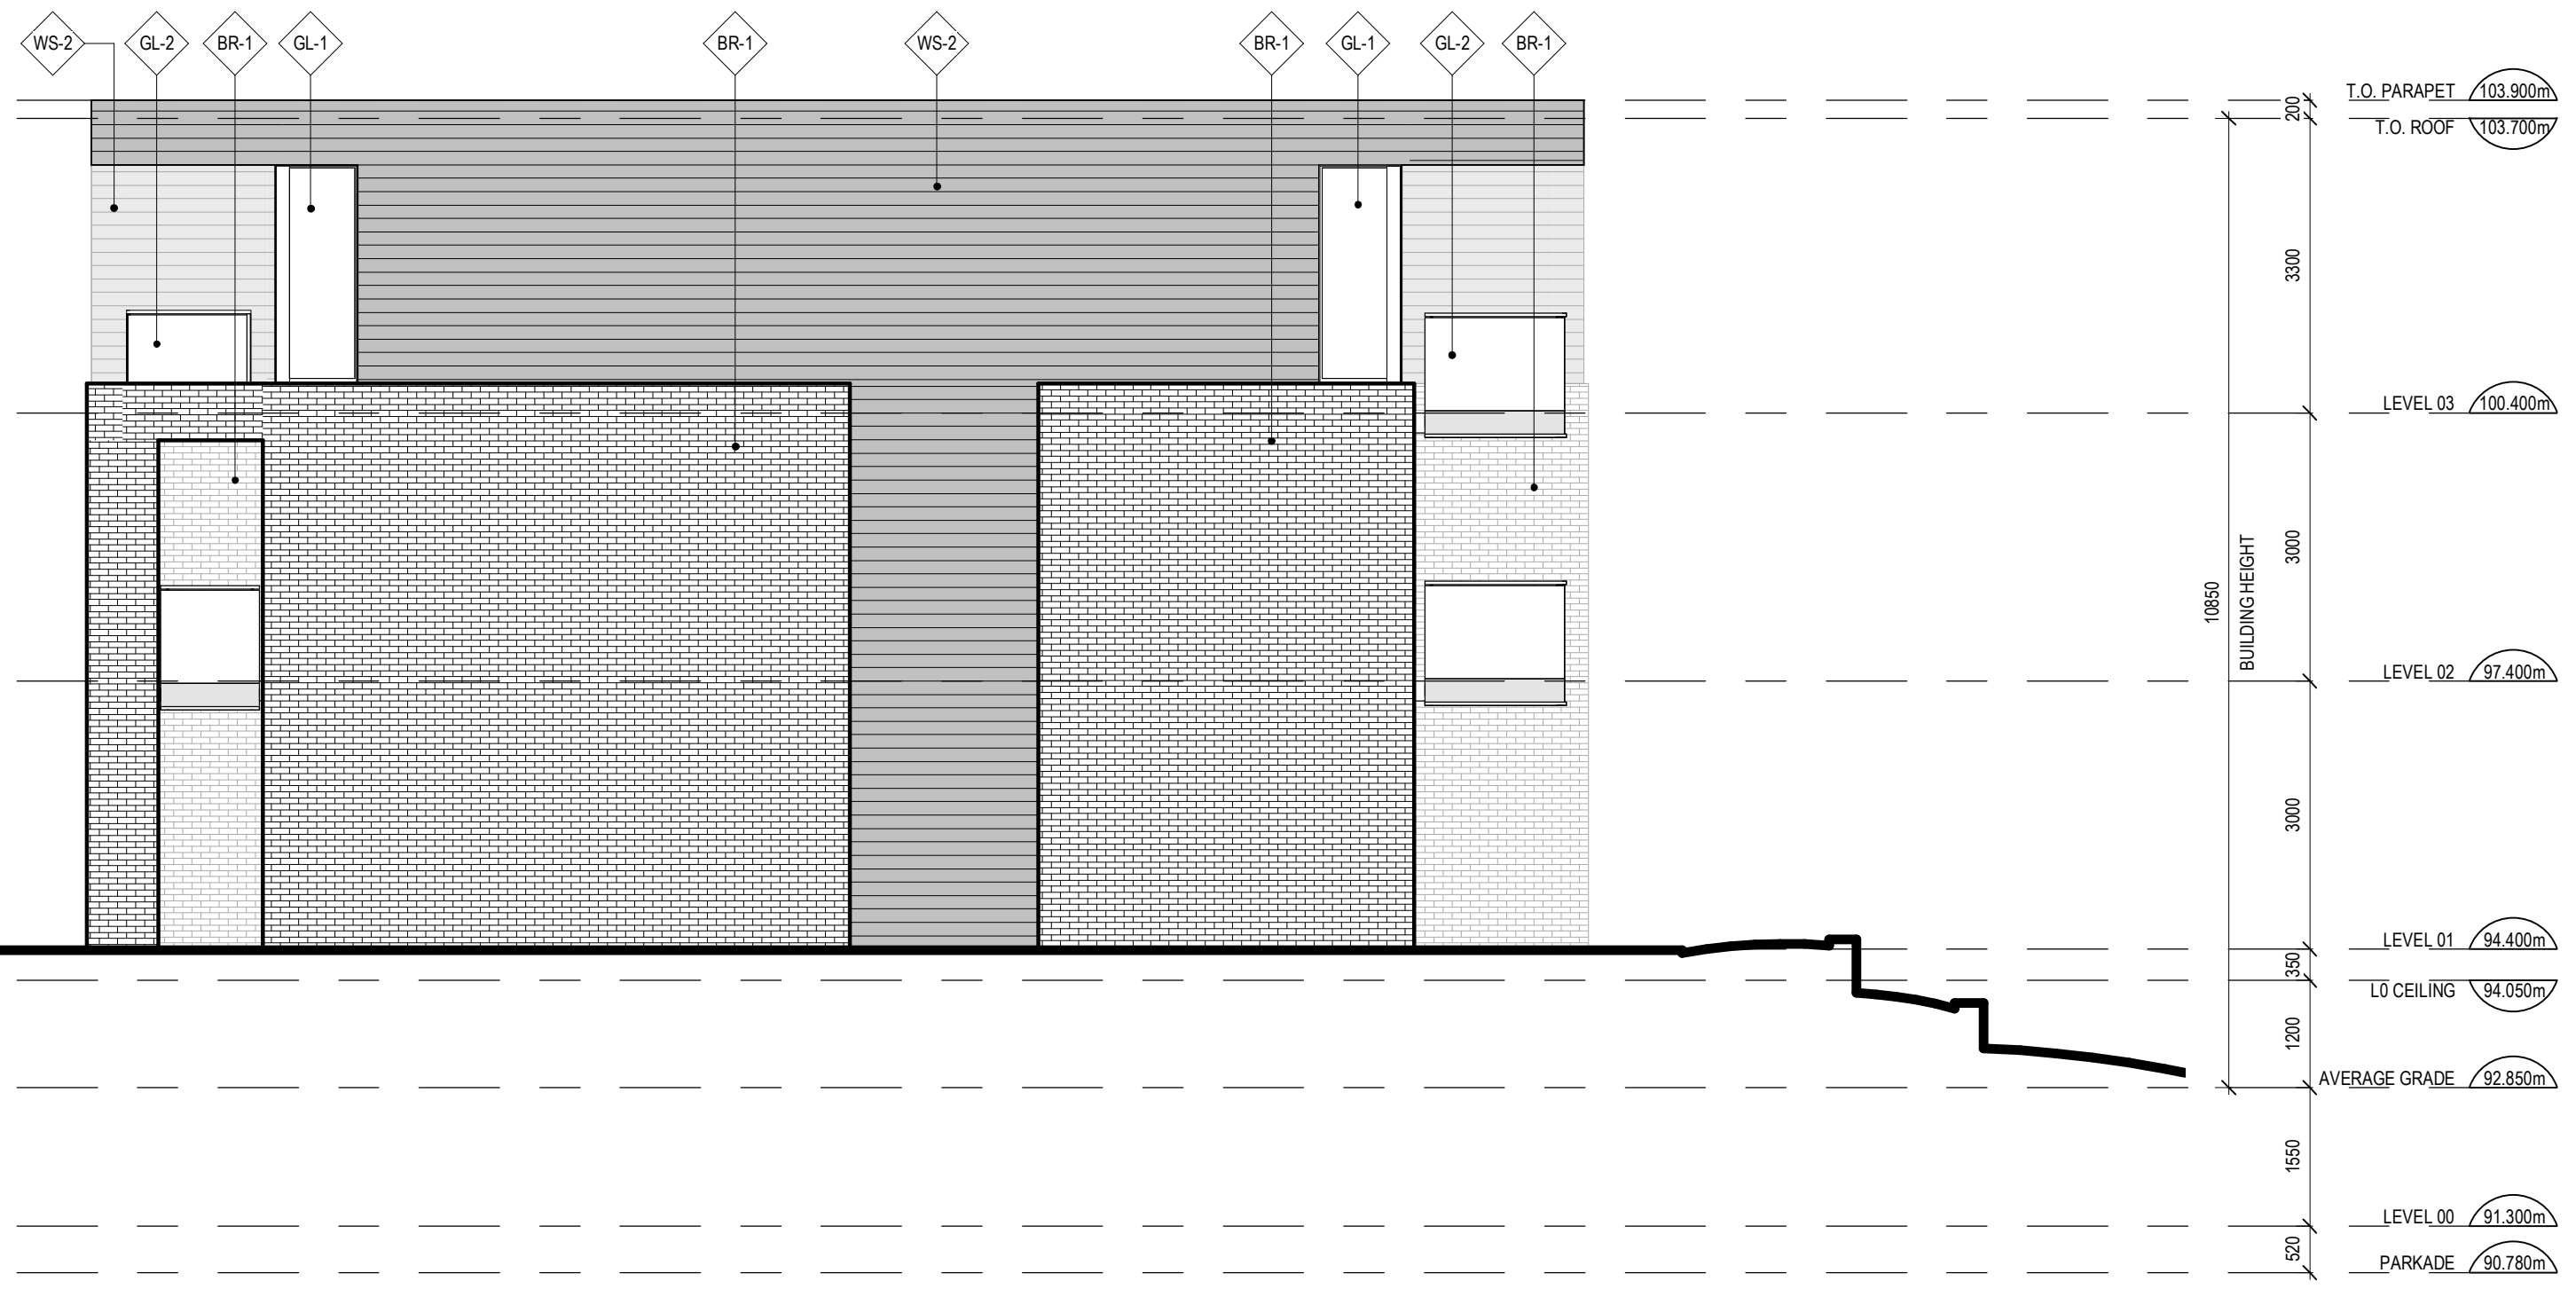 WS-2 GL-2 BR-1 GL-1 BR-1 WS-2 BR-1 GL-1 GL-2 BR-1
T.O. PARAPET 103.900m
200
T.O. ROOF 103.700m
3300
LEVEL 03 100.400m
3000
10850
BUILDING HEIGHT
LEVEL 02 97.400m
3000
LEVEL 01 94.400m
350
L0 CEILING 94.050m
1200
AVERAGE GRADE 92.850m
1550
LEVEL 00 91.300m
520
PARKADE 90.780m